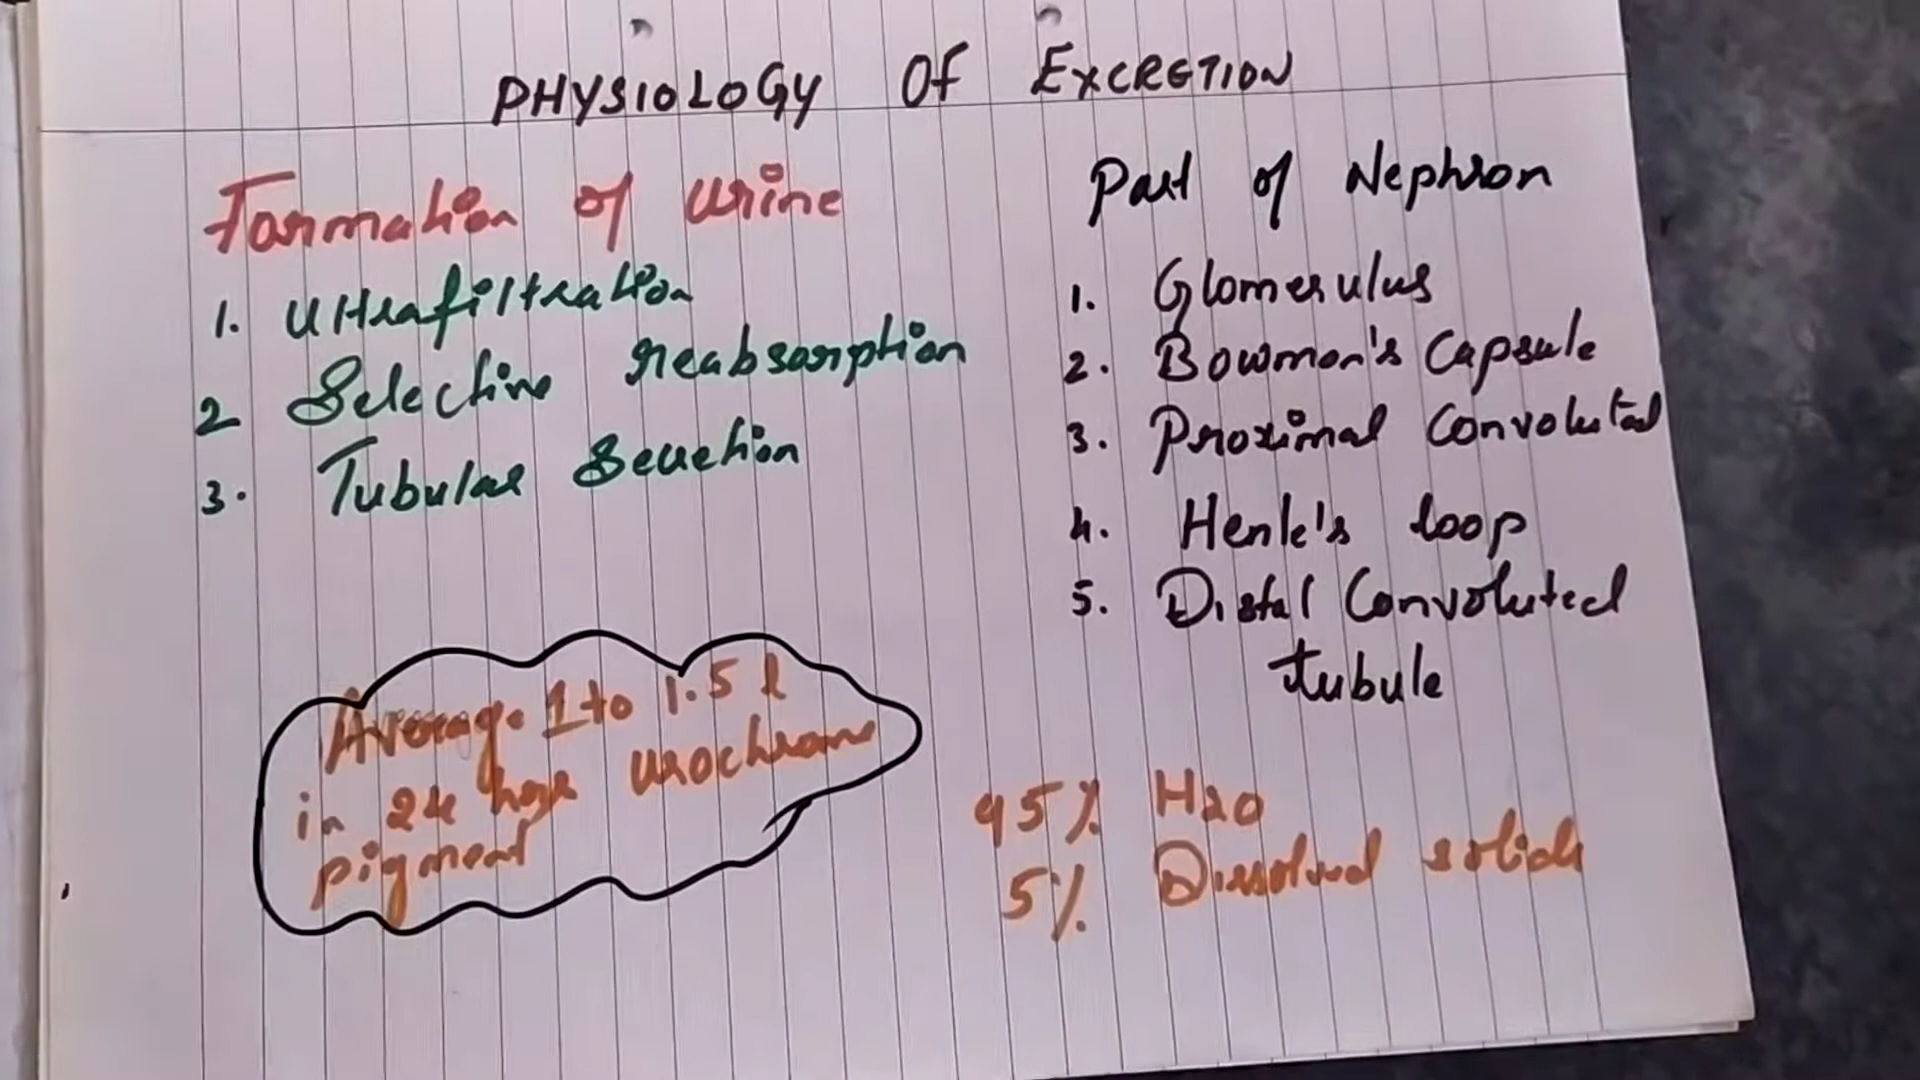 PHYSIOLOGY OF EXCRETION
Formation of urine
1. Ultrafiltration
2 Selective reabsorption
3. Tubular Secretion
Part of Nephron
1. Glomerulus
2. Bowman's Capsule
3. Proximal Convoluted
4. Henle's loop
5. Distal Convoluted
tubule
Average 1 to 1.5 l
in 24 urochrome
pigment
95% H2O
5% Dissolved solids